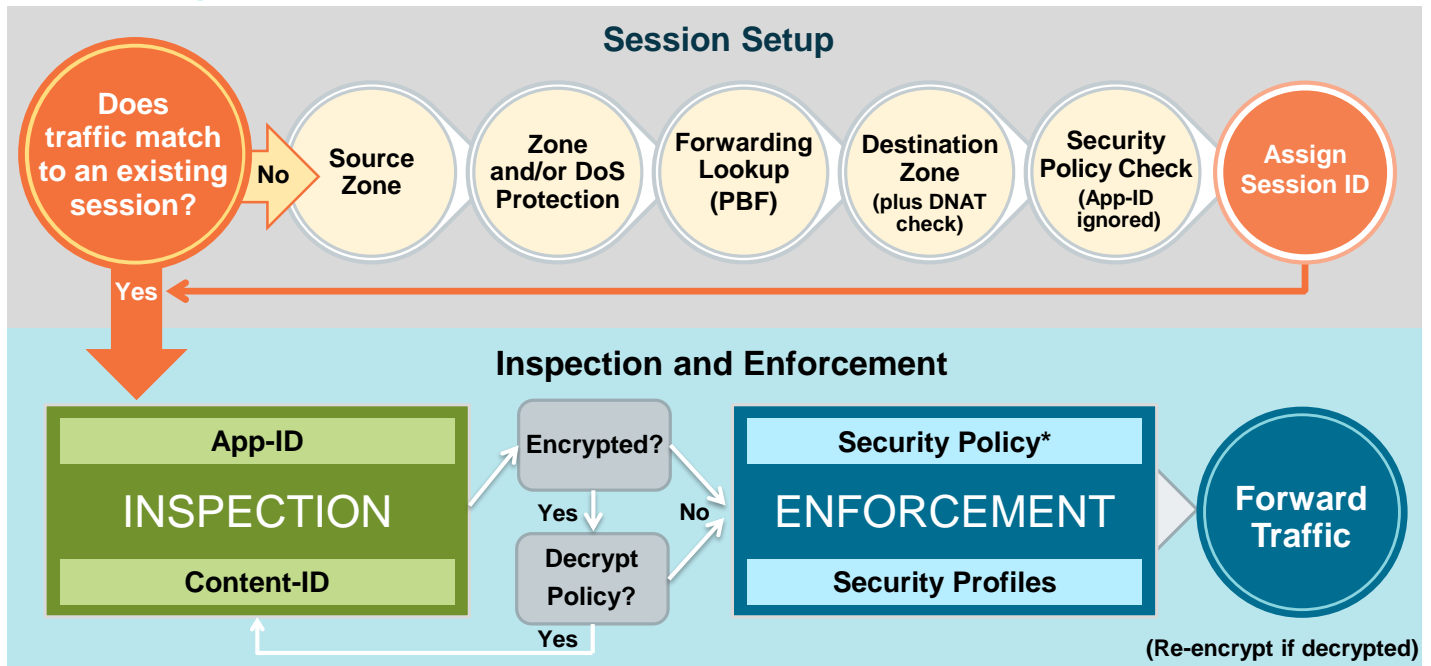 Session Setup
Does
traffic match
to an existing
session?
No
Source
Zone
Zone
and/or DoS
Protection
Forwarding
Lookup
(PBF)
Destination
Zone
(plus DNAT
check)
Security
Policy Check
(App-ID
ignored)
Assign
Session ID
Yes
Inspection and Enforcement
App-ID
INSPECTION
Content-ID
Encrypted?
Yes
No
Decrypt
Policy?
Yes
Security Policy*
ENFORCEMENT
Security Profiles
Forward
Traffic
(Re-encrypt if decrypted)